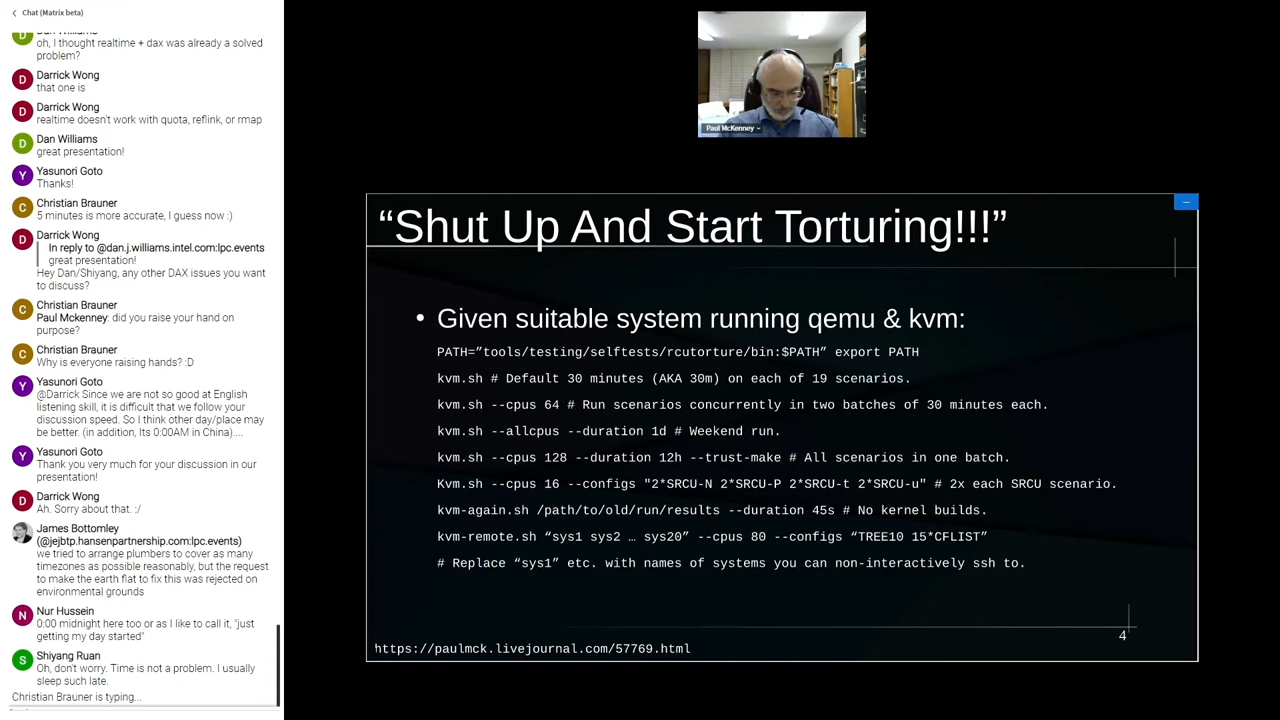 Chat (Matrix beta)
Dan Williams
oh, I thought realtime + dax was already a solved
problem?
D
Darrick Wong
that one is
D
Darrick Wong
realtime doesn't work with quota, reflink, or rmap
D
Dan Williams
great presentation!
Y
Yasunori Goto
Thanks!
C
Christian Brauner
5 minutes is more accurate, I guess now :)
D
Darrick Wong
In reply to @dan.j.williams.intel.com:lpc.events
great presentation!
Hey Dan/Shiyang, any other DAX issues you want
to discuss?
C
Christian Brauner
Paul Mckenney: did you raise your hand on
purpose?
C
Christian Brauner
Why is everyone raising hands? :D
Y
Yasunori Goto
@Darrick Since we are not so good at English
listening skill, it is difficult that we follow your
discussion speed. So I think other day/place may
be better. (in addition, Its 0:00AM in China)....
Y
Yasunori Goto
Thank you very much for your discussion in our
presentation!
D
Darrick Wong
Ah. Sorry about that. :/
James Bottomley
(@jejbtp.hansenpartnership.com:lpc.events)
we tried to arrange plumbers to cover as many
timezones as possible reasonably, but the request
to make the earth flat to fix this was rejected on
environmental grounds
N
Nur Hussein
0:00 midnight here too or as I like to call it, "just
getting my day started"
S
Shiyang Ruan
Oh, don't worry. Time is not a problem. I usually
sleep such late.
Christian Brauner is typing...
Paul McKenney
“Shut Up And Start Torturing!!!”
• Given suitable system running qemu & kvm:
PATH=”tools/testing/selftests/rcutorture/bin:$PATH” export PATH
kvm.sh # Default 30 minutes (AKA 30m) on each of 19 scenarios.
kvm.sh --cpus 64 # Run scenarios concurrently in two batches of 30 minutes each.
kvm.sh --allcpus --duration 1d # Weekend run.
kvm.sh --cpus 128 --duration 12h --trust-make # All scenarios in one batch.
Kvm.sh --cpus 16 --configs "2*SRCU-N 2*SRCU-P 2*SRCU-t 2*SRCU-u" # 2x each SRCU scenario.
kvm-again.sh /path/to/old/run/results --duration 45s # No kernel builds.
kvm-remote.sh “sys1 sys2 … sys20” --cpus 80 --configs “TREE10 15*CFLIST”
# Replace “sys1” etc. with names of systems you can non-interactively ssh to.
4
https://paulmck.livejournal.com/57769.html